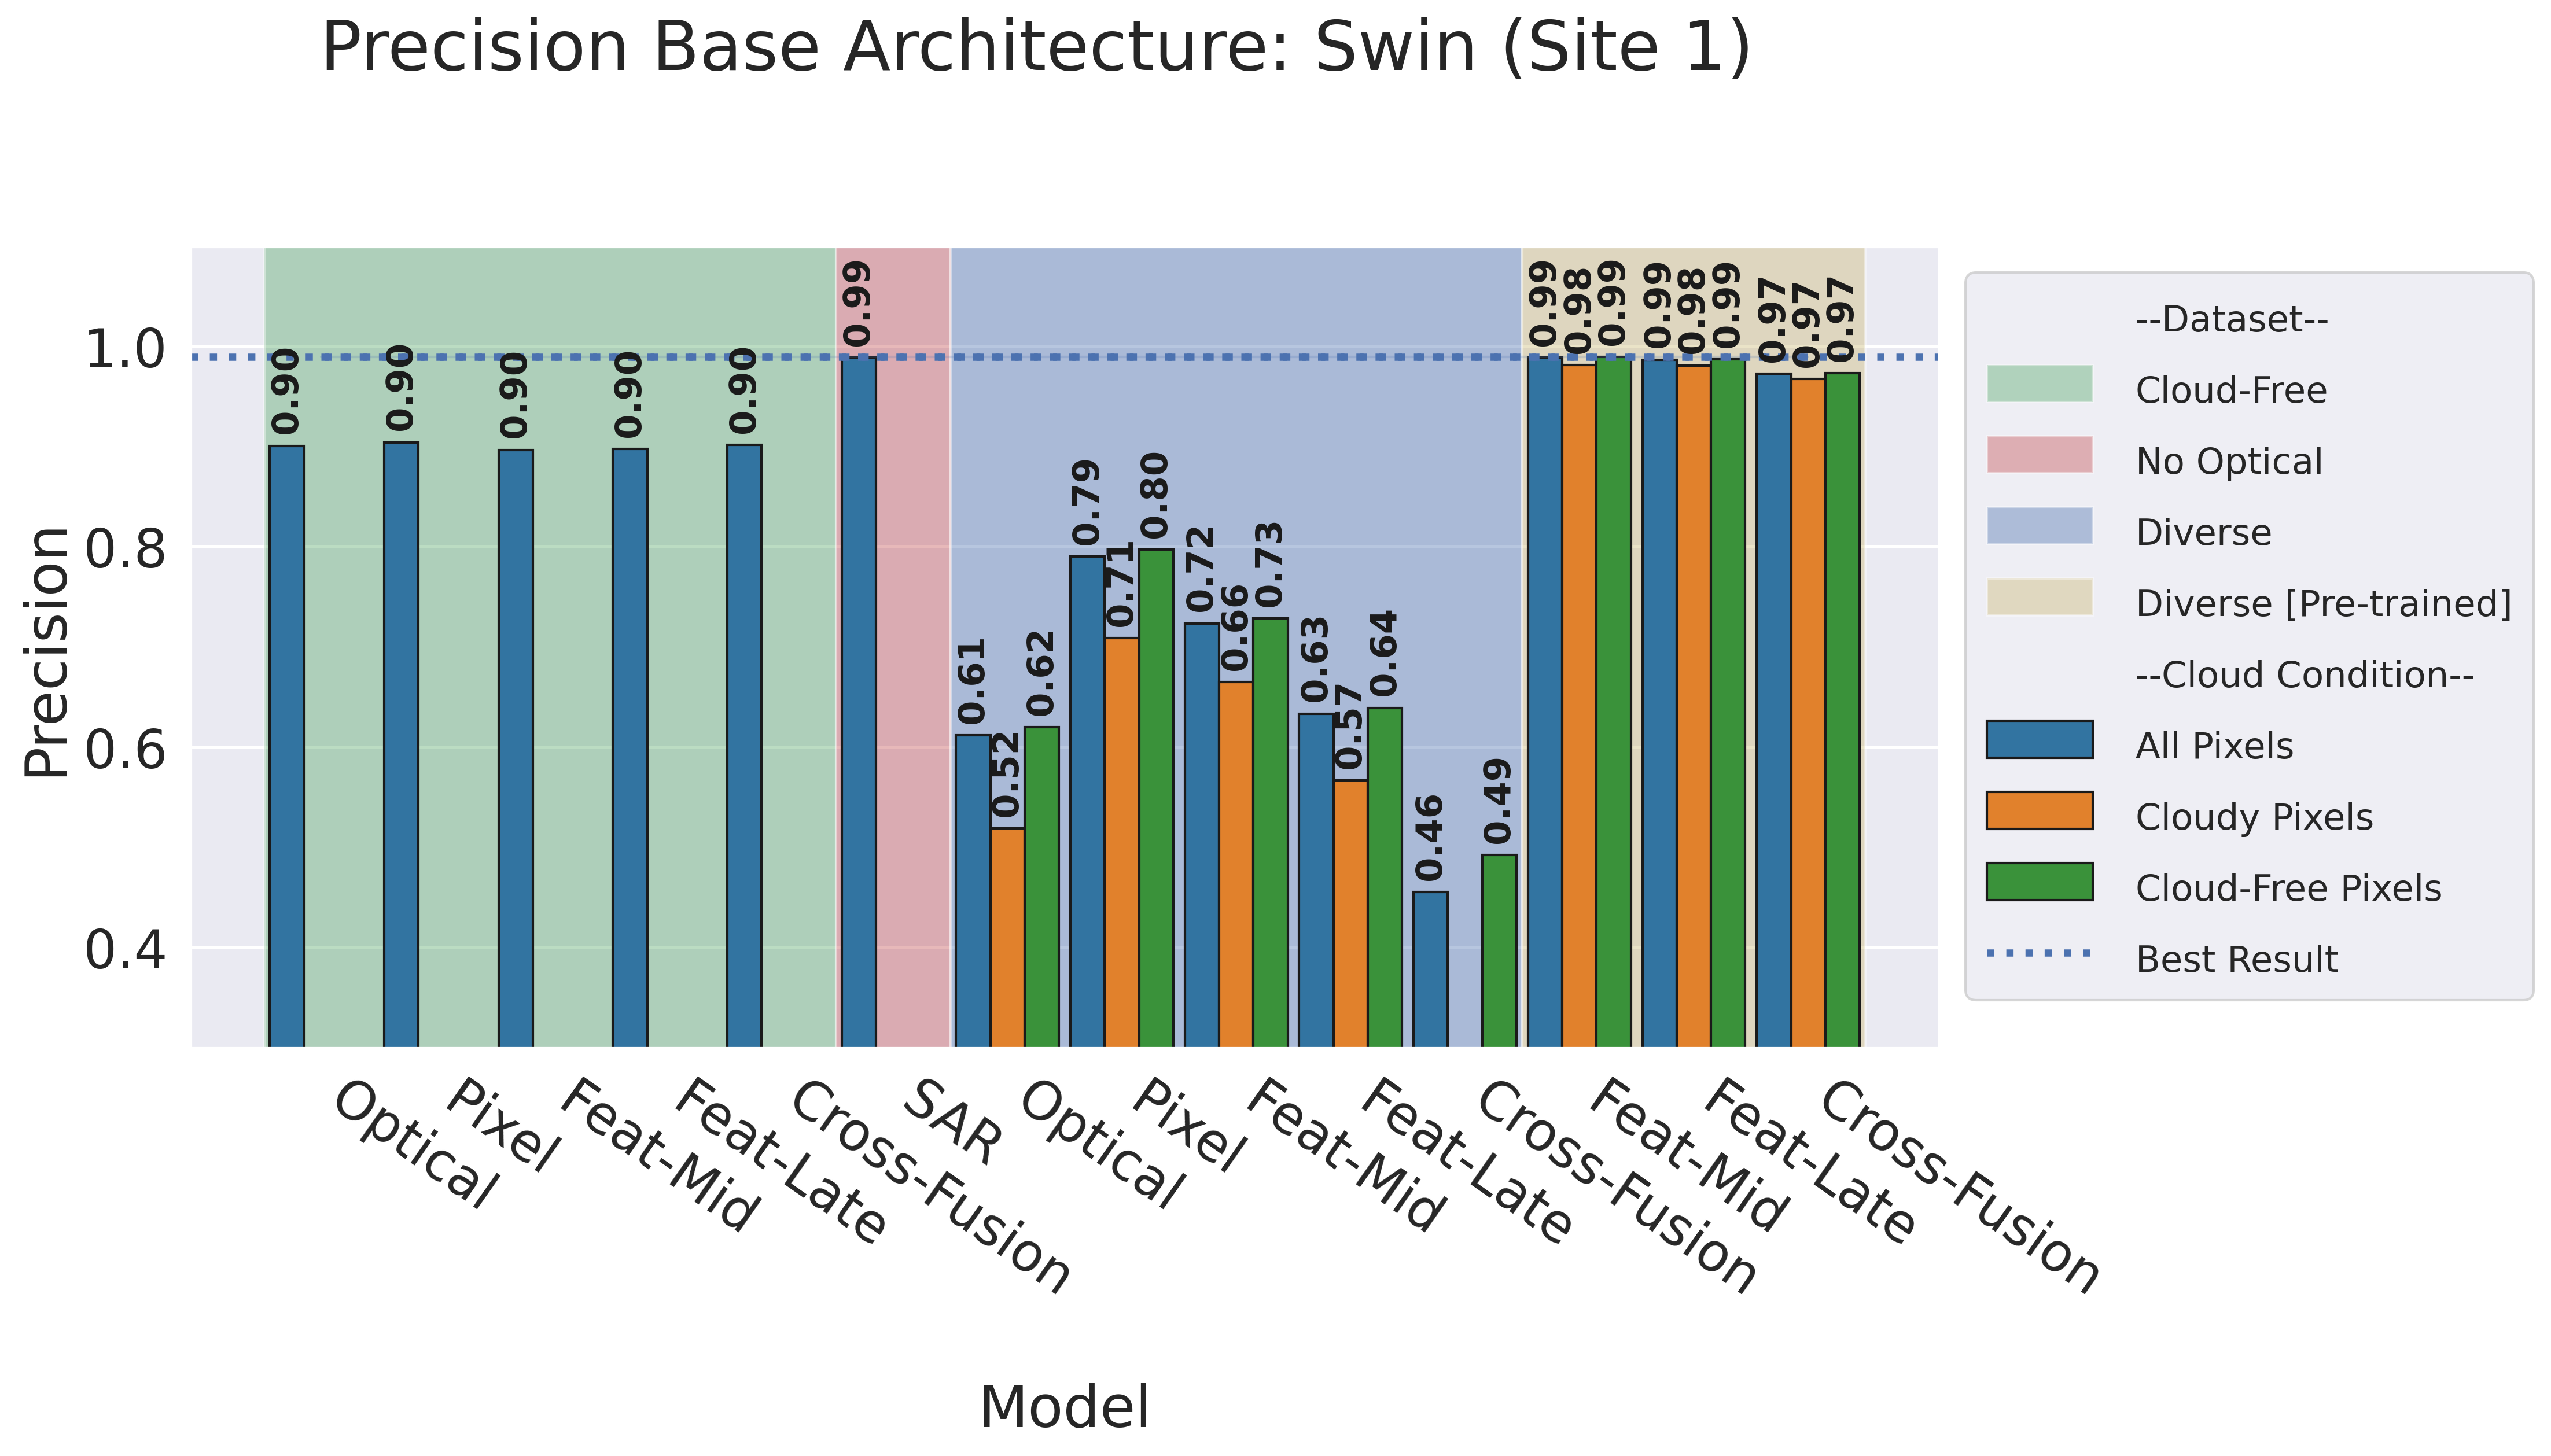 Precision Base Architecture: Swin (Site 1)
Precision
1.0
0.8
0.6
0.4
0.90
0.90
0.90
0.90
0.90
0.99
0.61
0.52
0.62
0.79
0.71
0.80
0.72
0.66
0.73
0.63
0.57
0.64
0.46
0.49
0.99
0.98
0.99
0.99
0.98
0.99
0.97
0.97
0.97
Optical
Pixel
Feat-Mid
Feat-Late
Cross-Fusion
SAR
Optical
Pixel
Feat-Mid
Feat-Late
Cross-Fusion
Feat-Mid
Feat-Late
Cross-Fusion
Model
--Dataset--
Cloud-Free
No Optical
Diverse
Diverse [Pre-trained]
--Cloud Condition--
All Pixels
Cloudy Pixels
Cloud-Free Pixels
Best Result